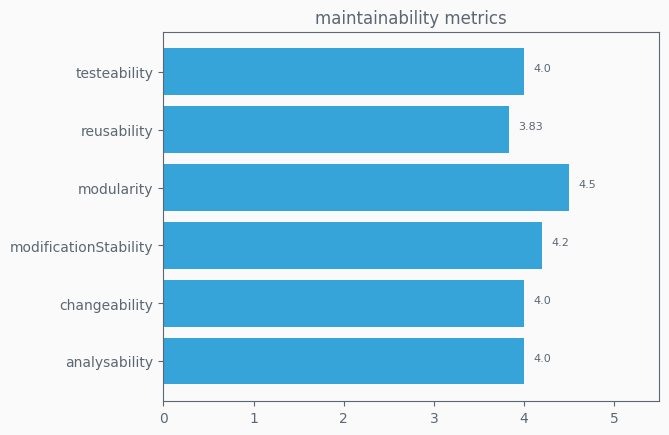 maintainability metrics
testeability
4.0
reusability
3.83
modularity
4.5
modificationStability
4.2
changeability
4.0
analysability
4.0
0 1 2 3 4 5